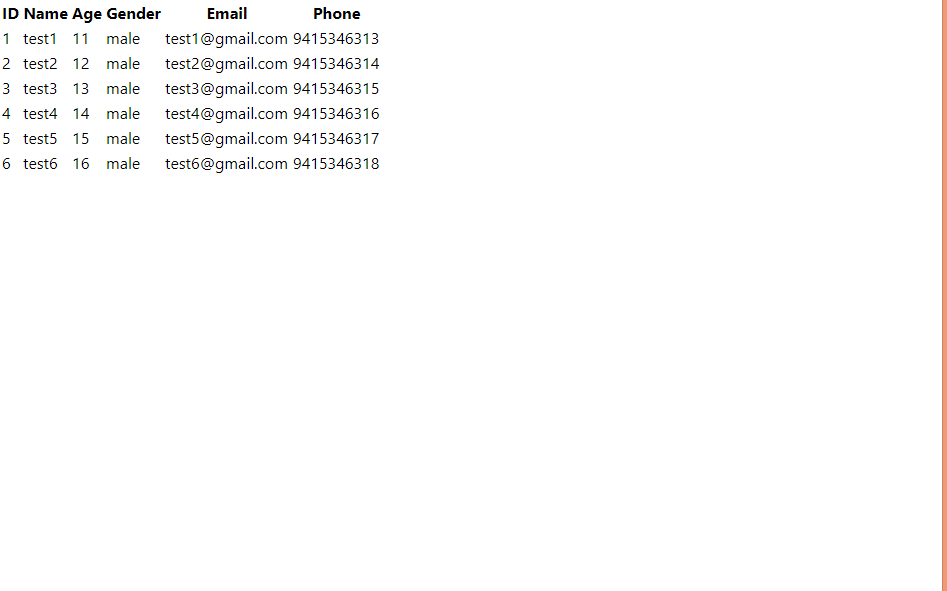 ID Name Age Gender Email Phone
1 test1 11 male test1@gmail.com 9415346313
2 test2 12 male test2@gmail.com 9415346314
3 test3 13 male test3@gmail.com 9415346315
4 test4 14 male test4@gmail.com 9415346316
5 test5 15 male test5@gmail.com 9415346317
6 test6 16 male test6@gmail.com 9415346318